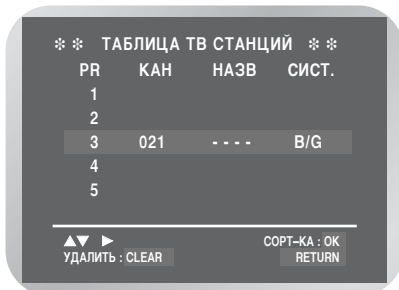 ❇❇ ТАБЛИЦА ТВ СТАНЦИЙ ❇❇
PR КАН НАЗВ СИСТ.
1
2
3 021 - - - - B/G
4
5
▲▼ ► СОРТ–КА : OK
УДАЛИТЬ : CLEAR RETURN